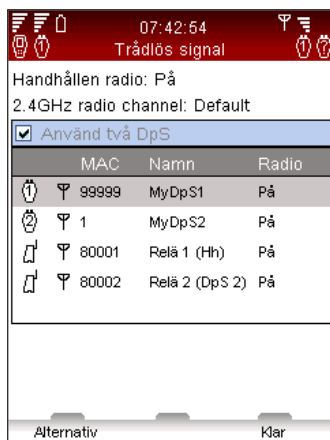 07:42:54
Trådlös signal
Handhållen radio: På
2.4GHz radio channel: Default
Använd två DpS
MAC Namn Radio
1 99999 MyDpS1 På
2 1 MyDpS2 På
80001 Relä 1 (Hh) På
80002 Relä 2 (DpS 2) På
Alternativ Klar